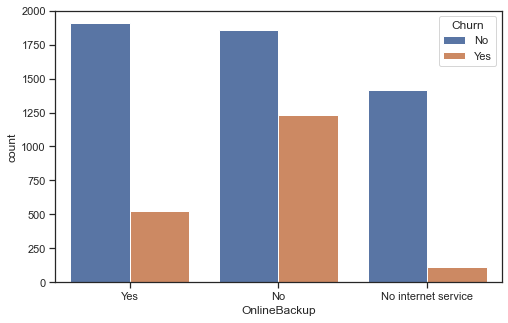 2000
1750
1500
1250
1000
750
500
250
0
count
Churn
No
Yes
Yes
No
No internet service
OnlineBackup